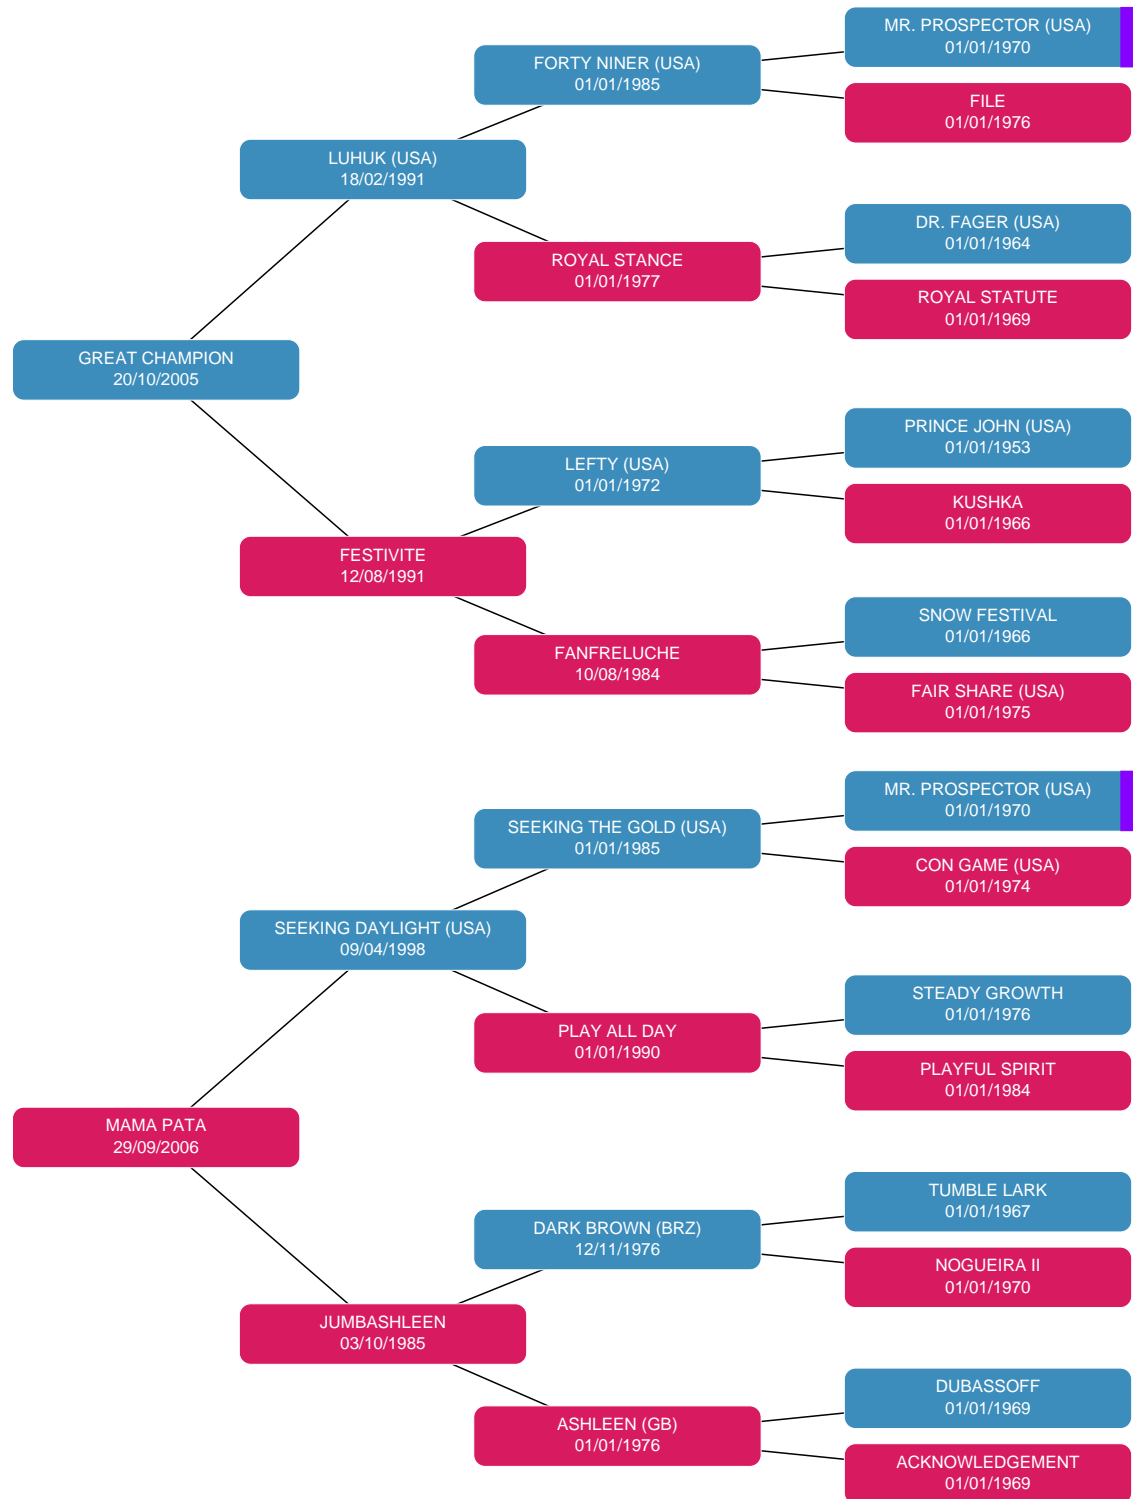 MR. PROSPECTOR (USA)
01/01/1970
FORTY NINER (USA)
01/01/1985
FILE
01/01/1976
LUHUK (USA)
18/02/1991
DR. FAGER (USA)
01/01/1964
ROYAL STANCE
01/01/1977
ROYAL STATUTE
01/01/1969
GREAT CHAMPION
20/10/2005
PRINCE JOHN (USA)
01/01/1953
LEFTY (USA)
01/01/1972
KUSHKA
01/01/1966
FESTIVITE
12/08/1991
SNOW FESTIVAL
01/01/1966
FANFRELUCHE
10/08/1984
FAIR SHARE (USA)
01/01/1975
MR. PROSPECTOR (USA)
01/01/1970
SEEKING THE GOLD (USA)
01/01/1985
CON GAME (USA)
01/01/1974
SEEKING DAYLIGHT (USA)
09/04/1998
STEADY GROWTH
01/01/1976
PLAY ALL DAY
01/01/1990
PLAYFUL SPIRIT
01/01/1984
MAMA PATA
29/09/2006
TUMBLE LARK
01/01/1967
DARK BROWN (BRZ)
12/11/1976
NOGUEIRA II
01/01/1970
JUMBASHLEEN
03/10/1985
DUBASSOFF
01/01/1969
ASHLEEN (GB)
01/01/1976
ACKNOWLEDGEMENT
01/01/1969